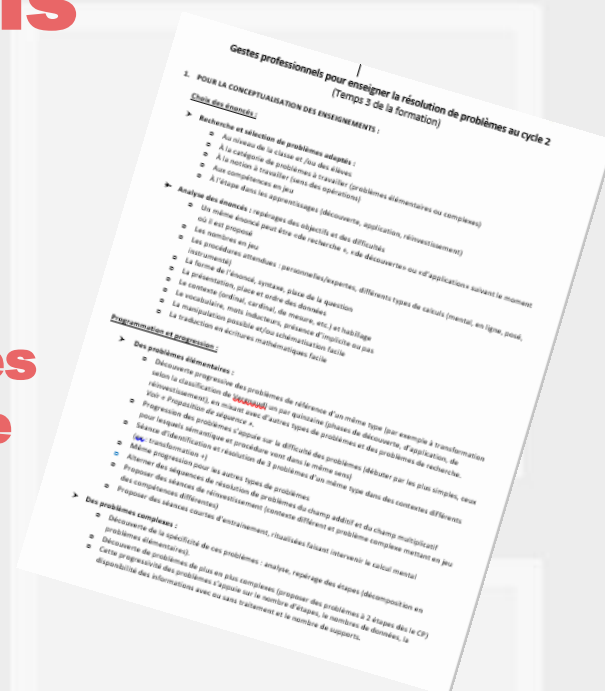 is
es
e
Gestes professionnels pour enseigner la résolution de problèmes au cycle 2
(Temps 3 de la formation)
1. POUR LA CONCEPTUALISATION DES ENSEIGNEMENTS :
Choix des énoncés :
➤ Recherche et sélection de problèmes adaptés :
o Au niveau de la classe et /ou des élèves
o À la catégorie de problèmes à travailler (problèmes élémentaires ou complexes)
o À la notion à travailler (sens des opérations)
o Aux compétences en jeu
o À l'étape dans les apprentissages (découverte, application, réinvestissement)
➤ Analyse des énoncés : repérages des objectifs et des difficultés
o Un même énoncé peut être «de recherche », «de découverte» ou «d'application» suivant le moment
où il est proposé
o Les nombres en jeu
o Les procédures attendues : personnelles/expertes, différents types de calculs (mental, en ligne, posé,
instrumenté)
o La forme de l'énoncé, syntaxe, place de la question
o La présentation, place et ordre des données
o Le contexte (ordinal, cardinal, de mesure, etc.) et habillage
o Le vocabulaire, mots inducteurs, présence d'implicite ou pas
o La manipulation possible et/ou schématisation facile
o La traduction en écritures mathématiques facile
Programmation et progression :
➤ Des problèmes élémentaires :
o Découverte progressive des problèmes de référence d'un même type (par exemple à transformation
selon la classification de Vergnaud) un par quinzaine (phases de découverte, d'application, de
réinvestissement), en mixant avec d'autres types de problèmes et des problèmes de recherche.
Voir « Proposition de séquence ».
o Progression des problèmes s'appuie sur la difficulté des problèmes (débuter par les plus simples, ceux
pour lesquels sémantique et procédure vont dans le même sens)
o Séance d'identification et résolution de 3 problèmes d'un même type dans des contextes différents
transformation +)
o Même progression pour les autres types de problèmes
o Alterner des séquences de résolution de problèmes du champ additif et du champ multiplicatif
o Proposer des séances de réinvestissement (contexte différent et problème complexe mettant en jeu
des compétences différentes)
o Proposer des séances courtes d'entrainement, ritualisées faisant intervenir le calcul mental
➤ Des problèmes complexes :
o Découverte de la spécificité de ces problèmes : analyse, repérage des étapes (décomposition en
problèmes élémentaires).
o Découverte de problèmes de plus en plus complexes (proposer des problèmes à 2 étapes dès le CP)
o Cette progressivité des problèmes s'appuie sur le nombre d'étapes, le nombres de données, la
disponibilité des informations avec ou sans traitement et le nombre de supports.